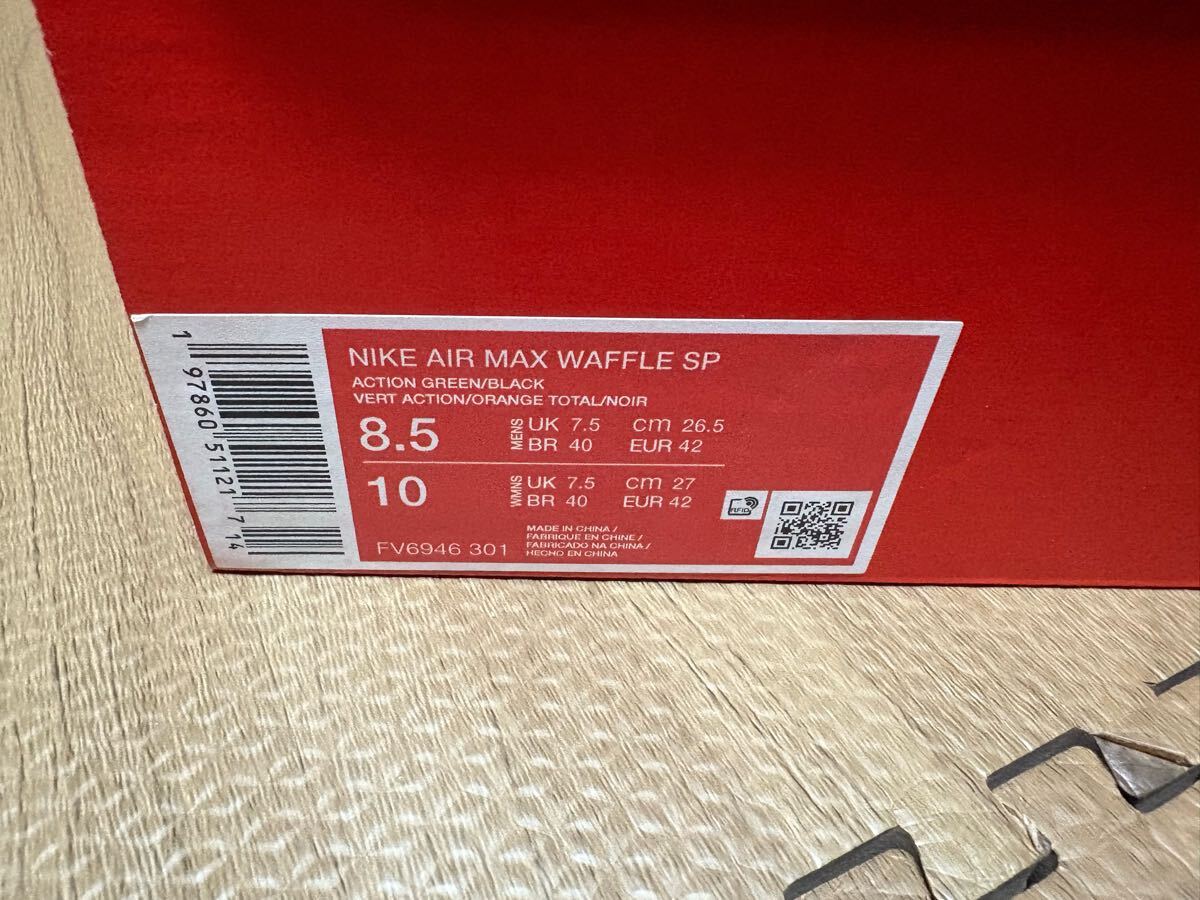 NIKE AIR MAX WAFFLE SP
ACTION GREEN/BLACK
VERT ACTION/ORANGE TOTAL/NOIR
8.5 MENS UK 7.5 cm 26.5
BR 40 EUR 42
10 WMNS UK 7.5 cm 27
BR 40 EUR 42
FV6946 301
MADE IN CHINA /
FABRIQUE EN CHINE /
FABRICADO NA CHINA /
HECHO EN CHINA
RFID
1 97860 51121 7 14